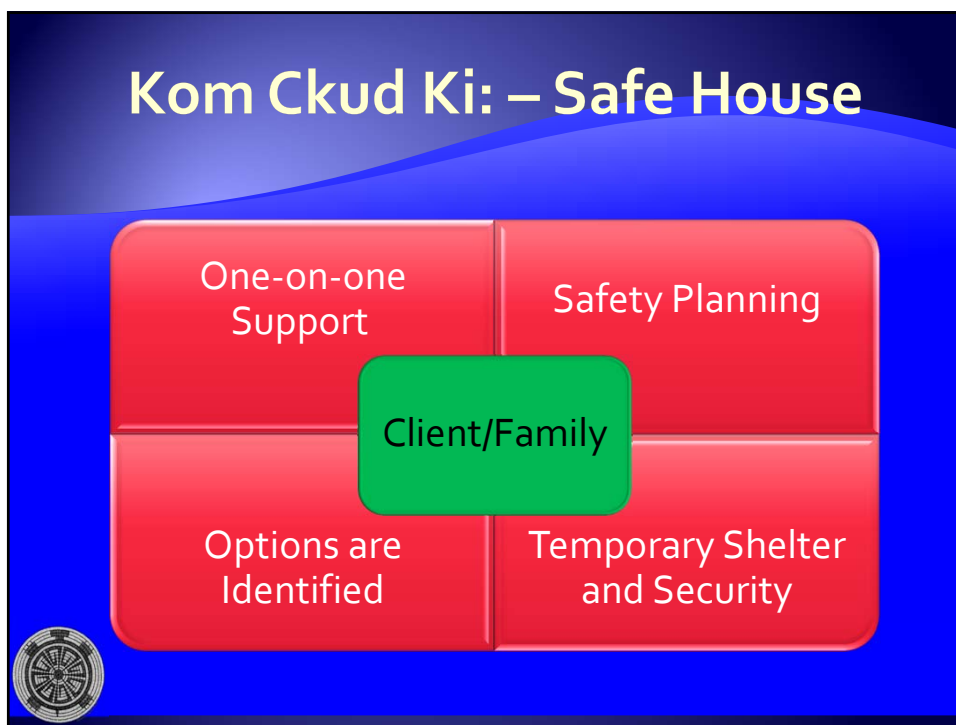 Kom Ckud Ki: – Safe House
One-on-one
Support
Safety Planning
Client/Family
Options are
Identified
Temporary Shelter
and Security